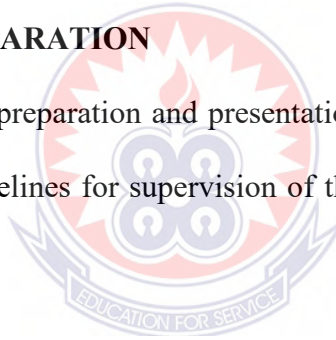 ARATION
preparation and presentatio
elines for supervision of th
EDUCATION FOR SERVICE